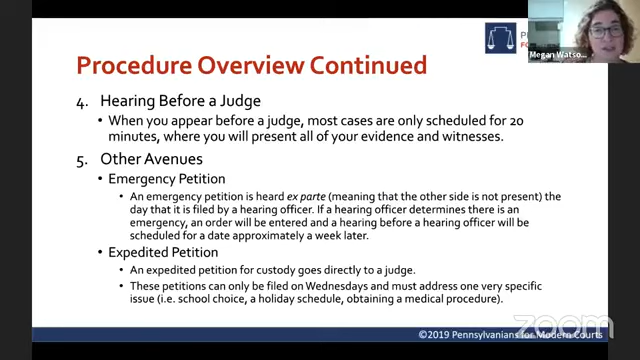 Megan Watso...
Procedure Overview Continued
4. Hearing Before a Judge
• When you appear before a judge, most cases are only scheduled for 20
minutes, where you will present all of your evidence and witnesses.
5. Other Avenues
• Emergency Petition
• An emergency petition is heard ex parte (meaning that the other side is not present) the
day that it is filed by a hearing officer. If a hearing officer determines there is an
emergency, an order will be entered and a hearing before a hearing officer will be
scheduled for a date approximately a week later.
• Expedited Petition
• An expedited petition for custody goes directly to a judge.
• These petitions can only be filed on Wednesdays and must address one very specific
issue (i.e. school choice, a holiday schedule, obtaining a medical procedure).
zoom
©2019 Pennsylvanians for Modern Courts